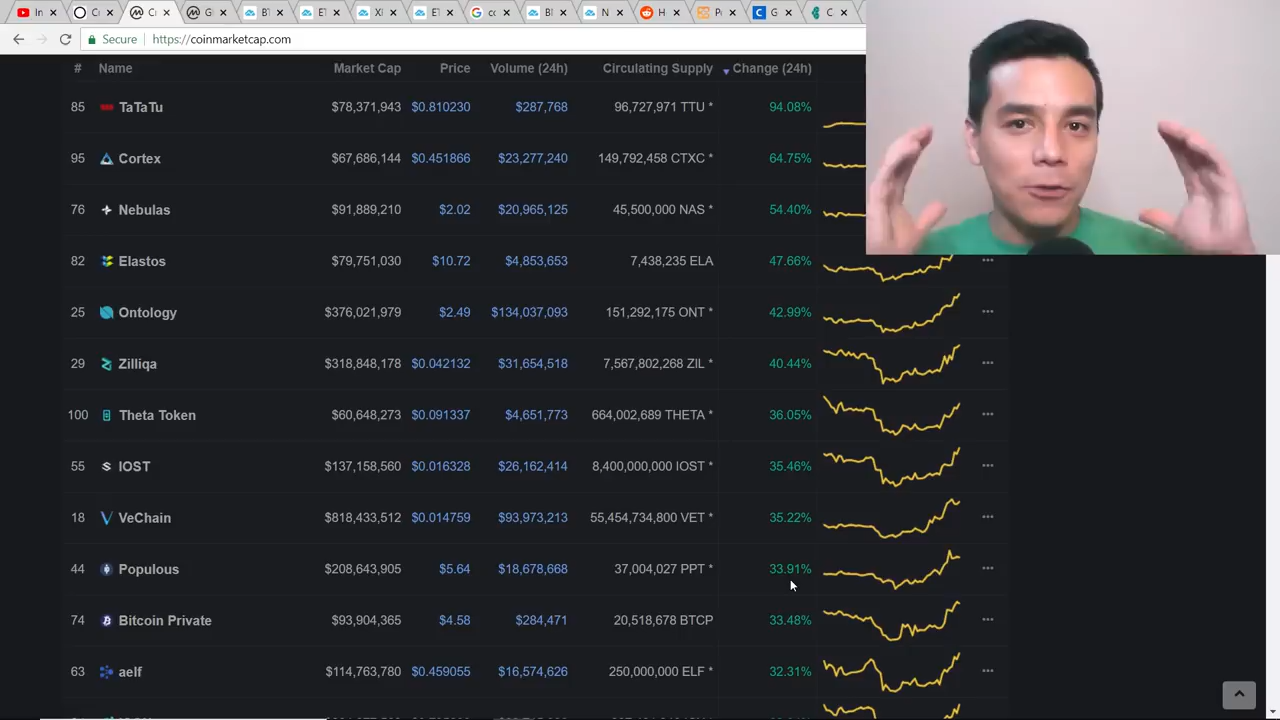 In
Ci
Ci
G
B
E
XI
E
co
B
N
H
P
G
C
Secure https://coinmarketcap.com
# Name Market Cap Price Volume (24h) Circulating Supply Change (24h)
85 TaTaTu $78,371,943 $0.810230 $287,768 96,727,971 TTU * 94.08%
95 Cortex $67,686,144 $0.451866 $23,277,240 149,792,458 CTXC * 64.75%
76 Nebulas $91,889,210 $2.02 $20,965,125 45,500,000 NAS * 54.40%
82 Elastos $79,751,030 $10.72 $4,853,653 7,438,235 ELA 47.66%
25 Ontology $376,021,979 $2.49 $134,037,093 151,292,175 ONT * 42.99%
29 Zilliqa $318,848,178 $0.042132 $31,654,518 7,567,802,268 ZIL * 40.44%
100 Theta Token $60,648,273 $0.091337 $4,651,773 664,002,689 THETA * 36.05%
55 IOST $137,158,560 $0.016328 $26,162,414 8,400,000,000 IOST * 35.46%
18 VeChain $818,433,512 $0.014759 $93,973,213 55,454,734,800 VET * 35.22%
44 Populous $208,643,905 $5.64 $18,678,668 37,004,027 PPT * 33.91%
74 Bitcoin Private $93,904,365 $4.58 $284,471 20,518,678 BTCP 33.48%
63 aelf $114,763,780 $0.459055 $16,574,626 250,000,000 ELF * 32.31%